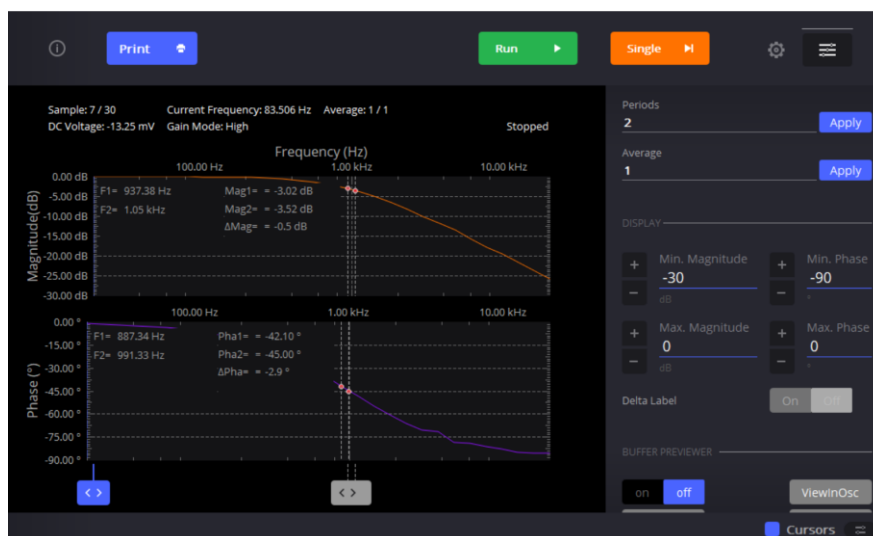 Print
Run
Single
Sample: 7 / 30 Current Frequency: 83.506 Hz Average: 1 / 1
DC Voltage: -13.25 mV Gain Mode: High Stopped
Frequency (Hz)
100.00 Hz 1.00 kHz 10.00 kHz
Magnitude(dB)
0.00 dB
-5.00 dB
-10.00 dB
-15.00 dB
-20.00 dB
-25.00 dB
-30.00 dB
F1= 937.38 Hz Mag1= = -3.02 dB
F2= 1.05 kHz Mag2= = -3.52 dB
ΔMag= = -0.5 dB
100.00 Hz 1.00 kHz 10.00 kHz
Phase (°)
0.00 °
-15.00 °
-30.00 °
-45.00 °
-60.00 °
-75.00 °
-90.00 °
F1= 887.34 Hz Pha1= = -42.10 °
F2= 991.33 Hz Pha2= = -45.00 °
ΔPha= = -2.9 °
Periods
2 Apply
Average
1 Apply
DISPLAY
+ Min. Magnitude + Min. Phase
-30 -90
− dB − °
+ Max. Magnitude + Max. Phase
0 0
− dB − °
Delta Label On Off
BUFFER PREVIEWER
on off ViewInOsc
Cursors